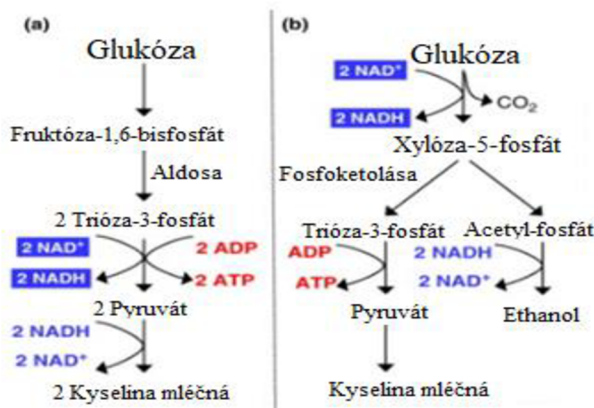 (a)
Glukóza
Fruktóza-1,6-bisfosfát
Aldosa
2 Trióza-3-fosfát
2 NAD⁺
2 ADP
2 NADH
2 ATP
2 Pyruvát
2 NADH
2 NAD⁺
2 Kyselina mléčná
(b)
Glukóza
2 NAD⁺
CO₂
2 NADH
Xylóza-5-fosfát
Fosfoketolása
Trióza-3-fosfát
Acetyl-fosfát
ADP
2 NADH
ATP
2 NAD⁺
Pyruvát
Ethanol
Kyselina mléčná